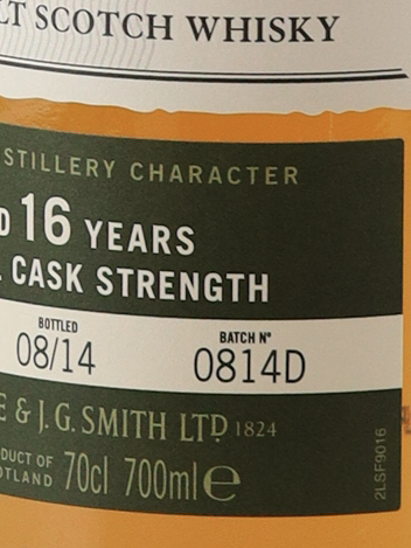 LT SCOTCH WHISKY
STILLERY CHARACTER
D 16 YEARS
L CASK STRENGTH
BOTTLED
BATCH Nº
08/14
0814D
E & J. G. SMITH LTD 1824
DUCT OF
OTLAND
70cl 700ml e
2LSF9016